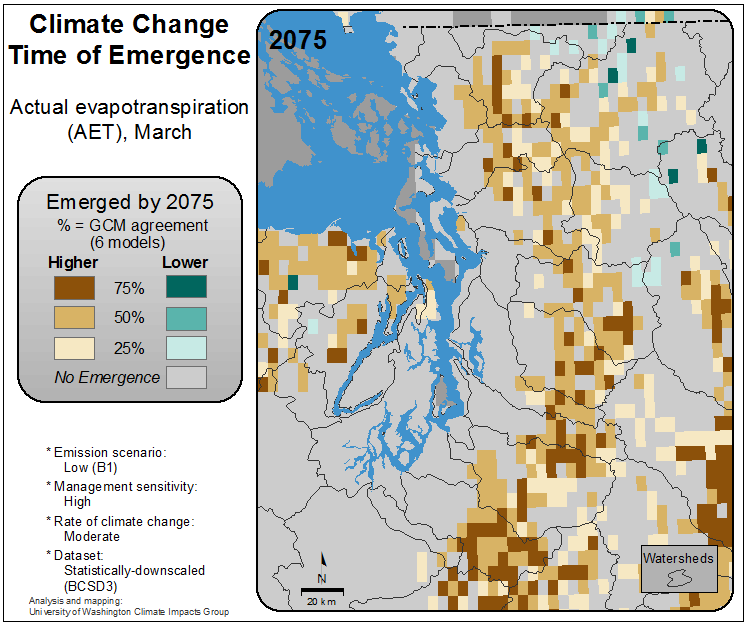 Climate Change
Time of Emergence
Actual evapotranspiration
(AET), March
Emerged by 2075
% = GCM agreement
(6 models)
Higher Lower
75%
50%
25%
No Emergence
* Emission scenario:
Low (B1)
* Management sensitivity:
High
* Rate of climate change:
Moderate
* Dataset:
Statistically-downscaled
(BCSD3)
Analysis and mapping:
University of Washington Climate Impacts Group
2075
N
20 km
Watersheds